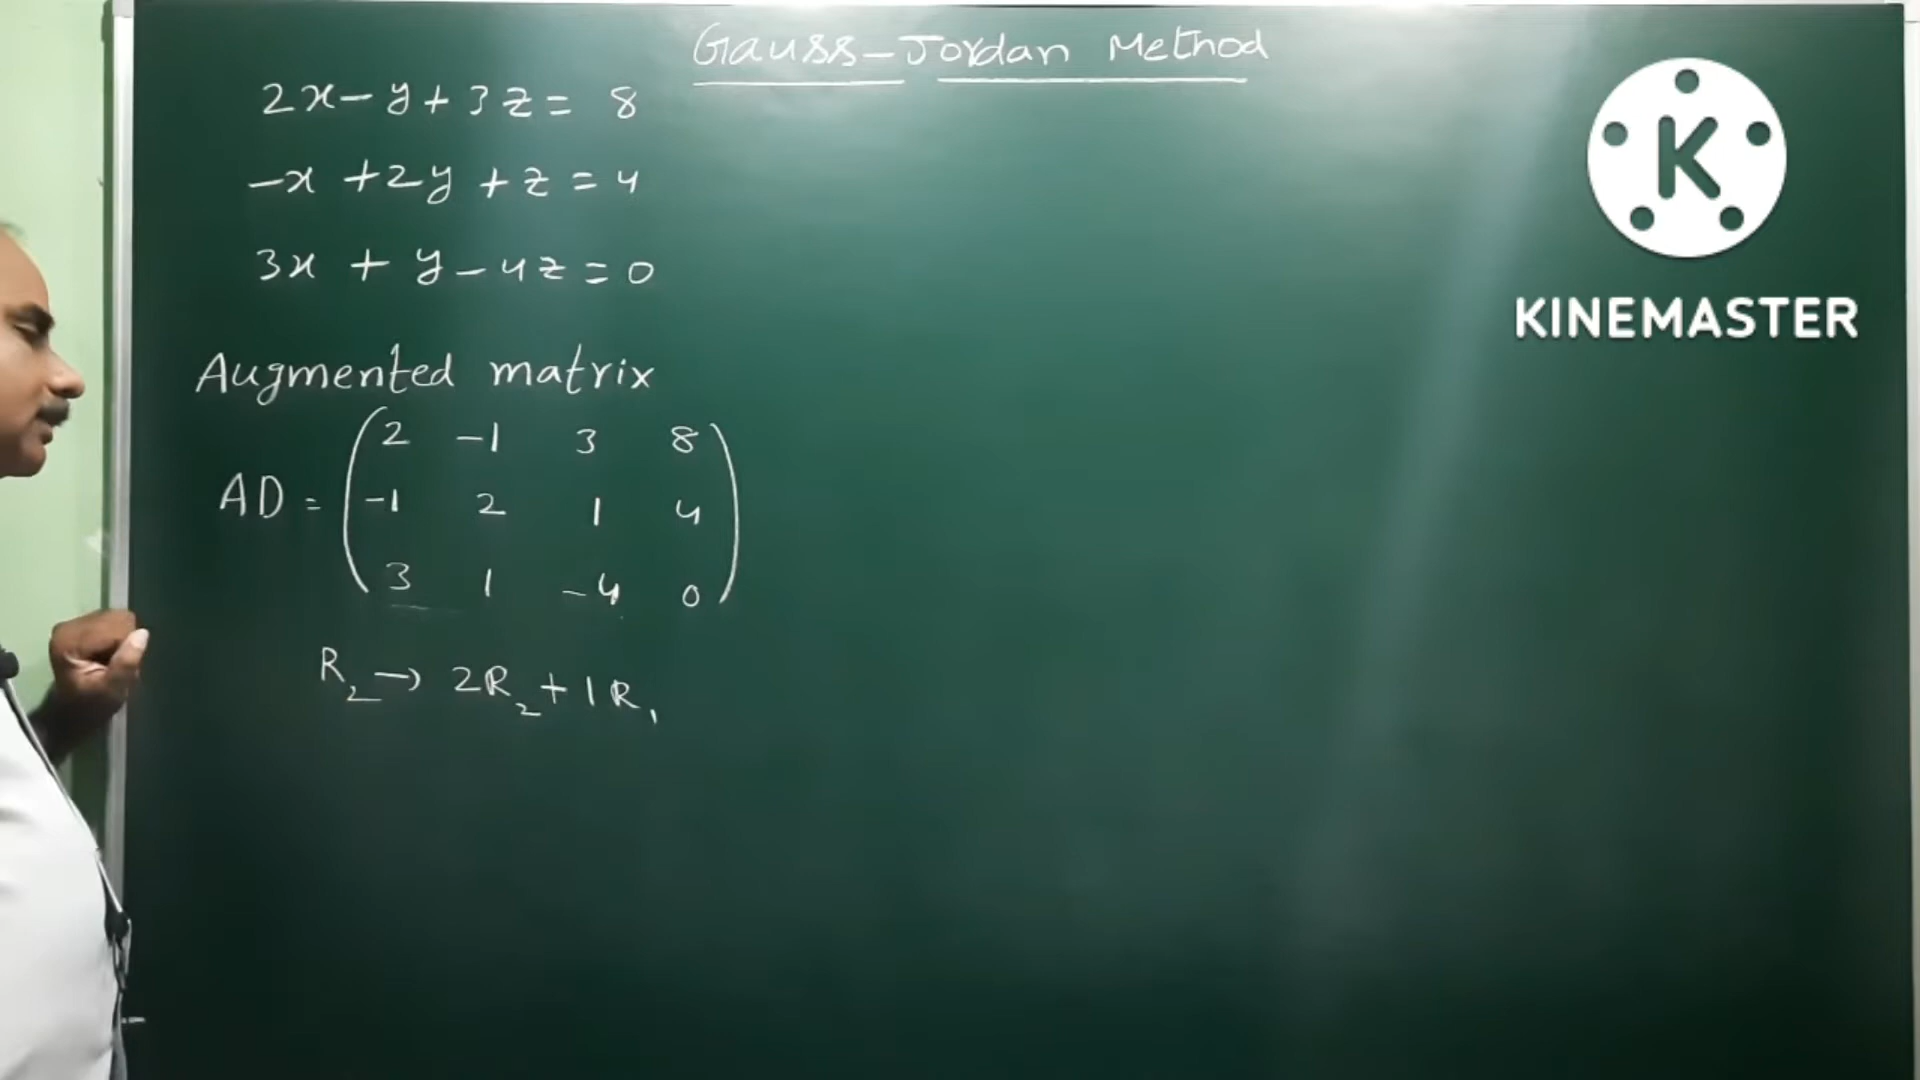 Gauss-Jordan Method
2x - y + 3z = 8
-x + 2y + z = 4
3x + y - 4z = 0
Augmented matrix
2 -1 3 8
AD = -1 2 1 4
3 1 -4 0
R₂ → 2R₂ + 1R₁
K
KINEMASTER